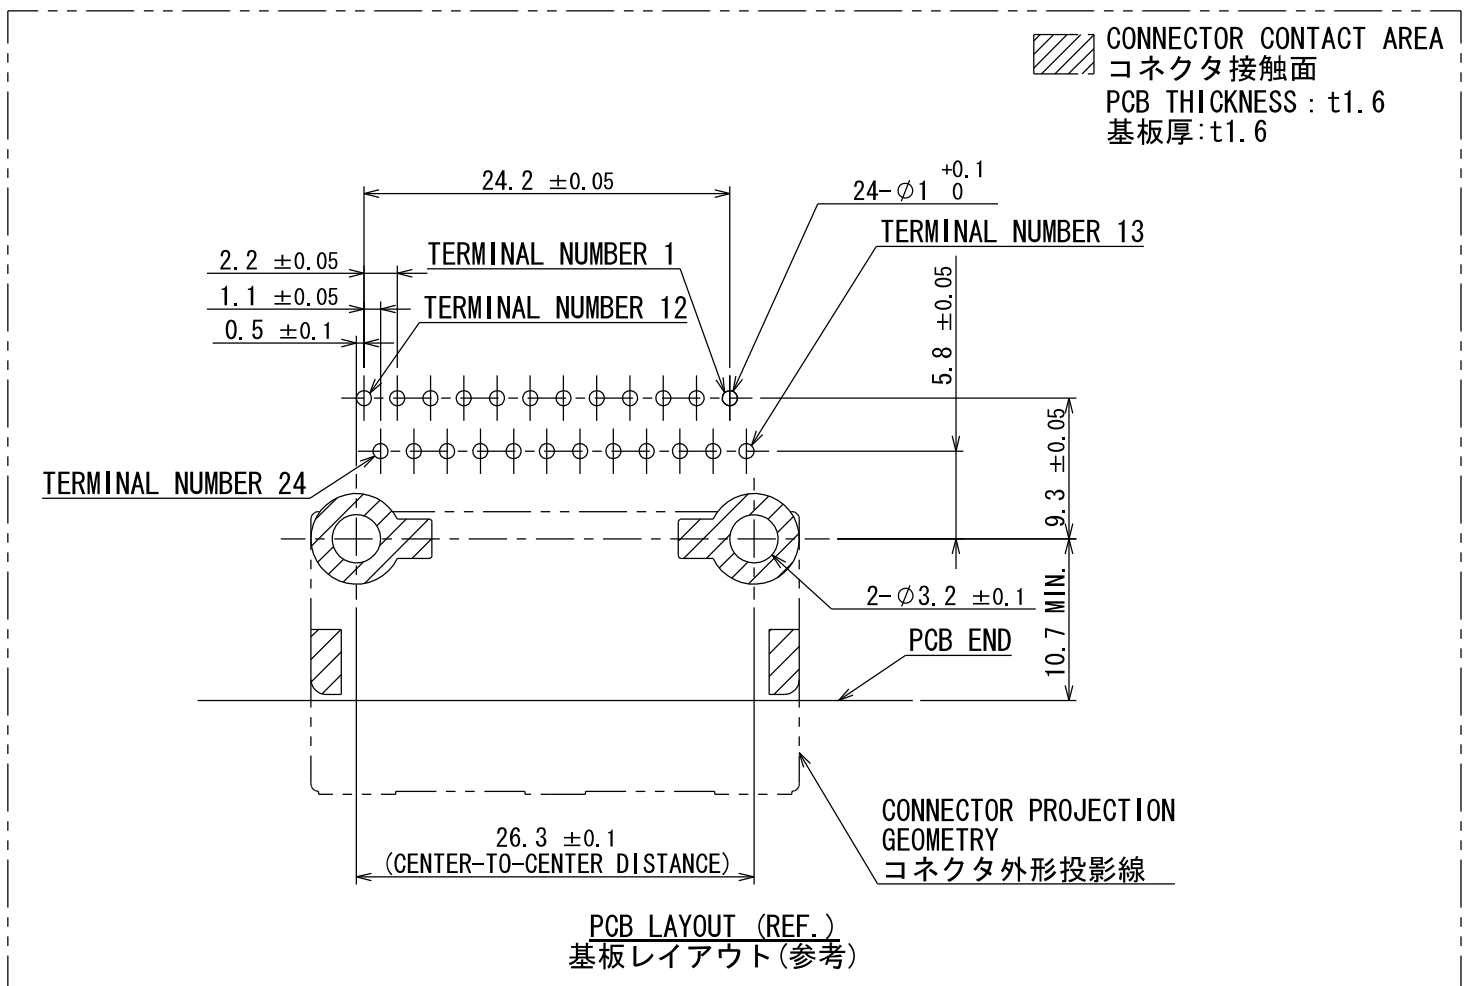 CONNECTOR CONTACT AREA
コネクタ接触面
PCB THICKNESS : t1.6
基板厚:t1.6
24.2 ±0.05
24-∅1 +0.1 0
TERMINAL NUMBER 13
2.2 ±0.05
TERMINAL NUMBER 1
1.1 ±0.05
TERMINAL NUMBER 12
0.5 ±0.1
5.8 ±0.05
9.3 ±0.05
TERMINAL NUMBER 24
2-∅3.2 ±0.1
10.7 MIN.
PCB END
CONNECTOR PROJECTION
GEOMETRY
コネクタ外形投影線
26.3 ±0.1
(CENTER-TO-CENTER DISTANCE)
PCB LAYOUT (REF.)
基板レイアウト(参考)